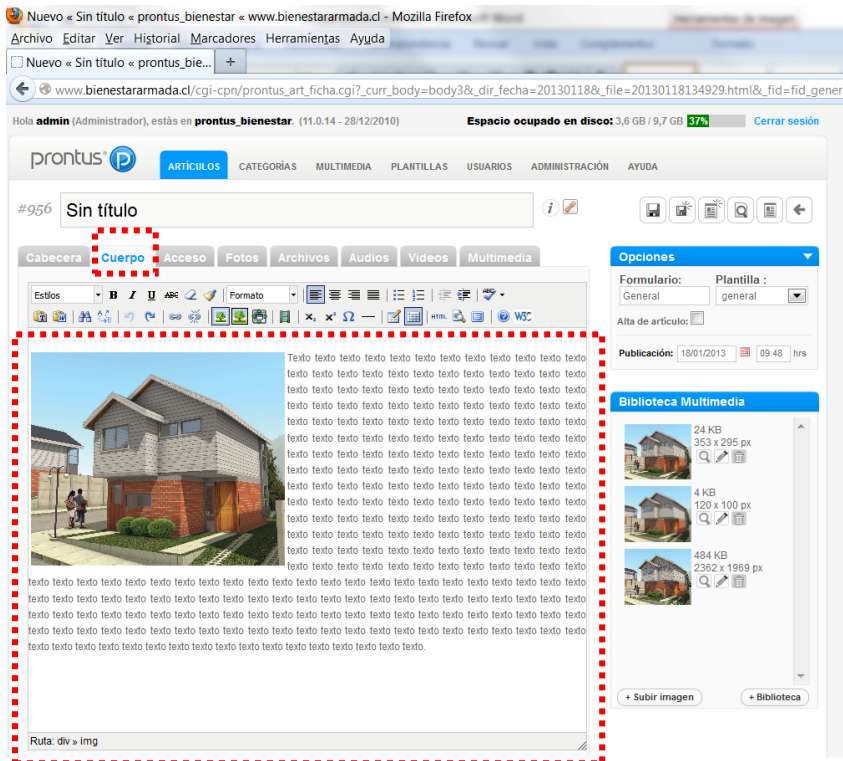 Nuevo « Sin título « prontus_bienestar « www.bienestararmada.cl - Mozilla Firefox
Archivo Editar Ver Historial Marcadores Herramientas Ayuda
Nuevo « Sin título « prontus_bie... +
www.bienestararmada.cl/cgi-cpn/prontus_art_ficha.cgi?_curr_body=body3&_dir_fecha=20130118&_file=20130118134929.html&_fid=fid_gener
Hola admin (Administrador), estás en prontus_bienestar. (11.0.14 - 28/12/2010) Espacio ocupado en disco: 3,6 GB / 9,7 GB 37% Cerrar sesión
prontus P ARTÍCULOS CATEGORÍAS MULTIMEDIA PLANTILLAS USUARIOS ADMINISTRACIÓN AYUDA
#956 Sin título
Cabecera Cuerpo Acceso Fotos Archivos Audios Videos Multimedia
Estilos B I U ABC Formato
HTML W3C
Texto texto texto texto texto texto texto texto texto texto texto texto
texto texto texto texto texto texto texto texto texto texto texto texto
texto texto texto texto texto texto texto texto texto texto texto texto
texto texto texto texto texto texto texto texto texto texto texto texto
texto texto texto texto texto texto texto texto texto texto texto texto
texto texto texto texto texto texto texto texto texto texto texto texto
texto texto texto texto texto texto texto texto texto texto texto texto
texto texto texto texto texto texto texto texto texto texto texto texto
texto texto texto texto texto texto texto texto texto texto texto texto
texto texto texto texto texto texto texto texto texto texto texto texto
texto texto texto texto texto texto texto texto texto texto texto texto
texto texto texto texto texto texto texto texto texto texto texto texto
texto texto texto texto texto texto texto texto texto texto texto texto
texto texto texto texto texto texto texto texto texto texto texto texto
texto texto texto texto texto texto texto texto texto texto texto texto texto texto texto texto texto texto texto texto texto texto texto
texto texto texto texto texto texto texto texto texto texto texto texto texto texto texto texto texto texto texto texto texto texto texto
texto texto texto texto texto texto texto texto texto texto texto texto texto texto texto texto texto texto texto texto texto texto texto
texto texto texto texto texto texto texto texto texto texto texto texto texto texto texto texto texto texto texto texto texto texto texto
texto texto texto texto texto texto texto texto texto texto texto texto texto texto texto texto.
Ruta: div » img
Opciones
Formulario: Plantilla :
General general
Alta de artículo:
Publicación: 18/01/2013 09:48 hrs
Biblioteca Multimedia
24 KB
353 x 295 px
4 KB
120 x 100 px
484 KB
2362 x 1969 px
+ Subir imagen + Biblioteca